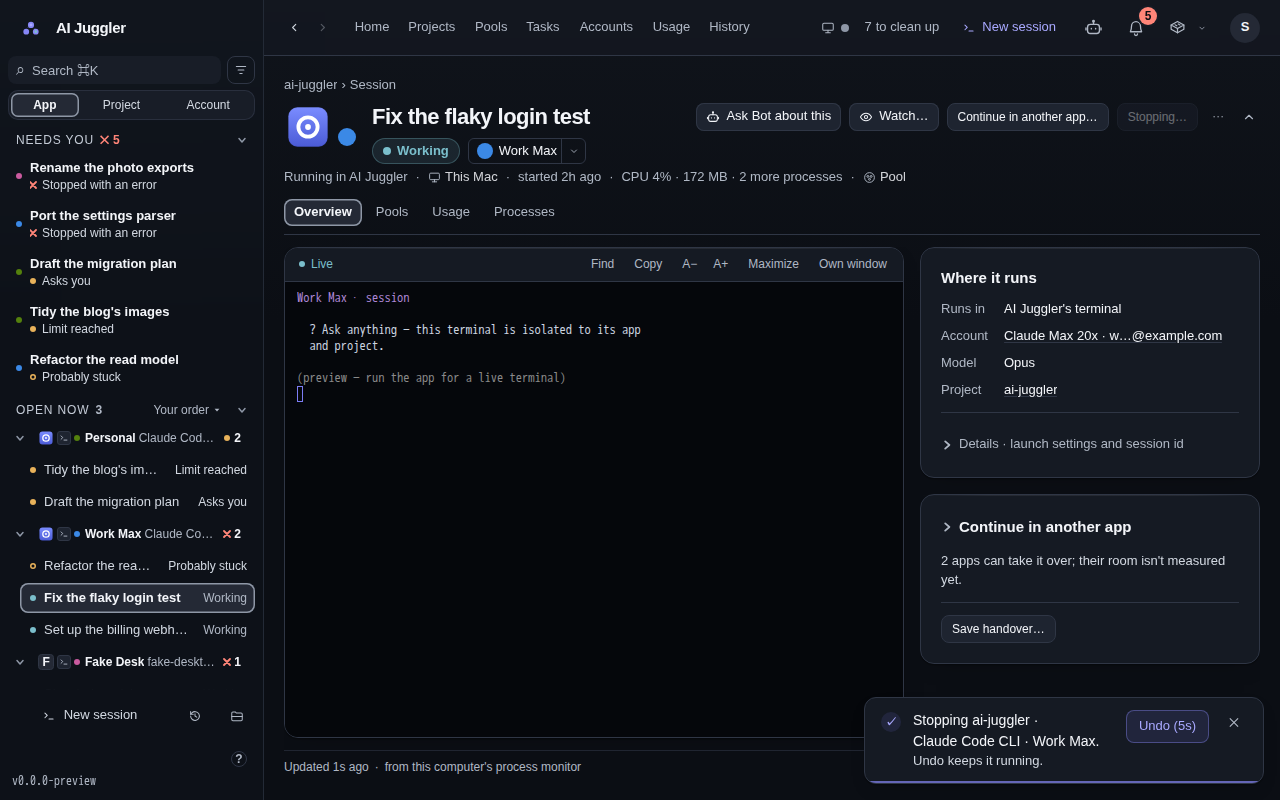 AI Juggler
Search ⌘K
App Project Account
NEEDS YOU 5
Rename the photo exports
Stopped with an error
Port the settings parser
Stopped with an error
Draft the migration plan
Asks you
Tidy the blog's images
Limit reached
Refactor the read model
Probably stuck
OPEN NOW 3 Your order
Personal Claude Cod… 2
Tidy the blog's im… Limit reached
Draft the migration plan Asks you
Work Max Claude Co… 2
Refactor the rea… Probably stuck
Fix the flaky login test Working
Set up the billing webh… Working
F Fake Desk fake-deskt… 1
New session
?
v0.0.0-preview
Home Projects Pools Tasks Accounts Usage History 7 to clean up New session 5 S
ai-juggler › Session
Fix the flaky login test
Ask Bot about this Watch… Continue in another app… Stopping… ···
Working Work Max
Running in AI Juggler · This Mac · started 2h ago · CPU 4% · 172 MB · 2 more processes · Pool
Overview Pools Usage Processes
Live Find Copy A− A+ Maximize Own window
Work Max · session
? Ask anything — this terminal is isolated to its app
and project.
(preview — run the app for a live terminal)
Where it runs
Runs in AI Juggler's terminal
Account Claude Max 20x · w…@example.com
Model Opus
Project ai-juggler
Details · launch settings and session id
Continue in another app
2 apps can take it over; their room isn't measured
yet.
Save handover…
Stopping ai-juggler ·
Claude Code CLI · Work Max.
Undo keeps it running.
Undo (5s)
Updated 1s ago · from this computer's process monitor